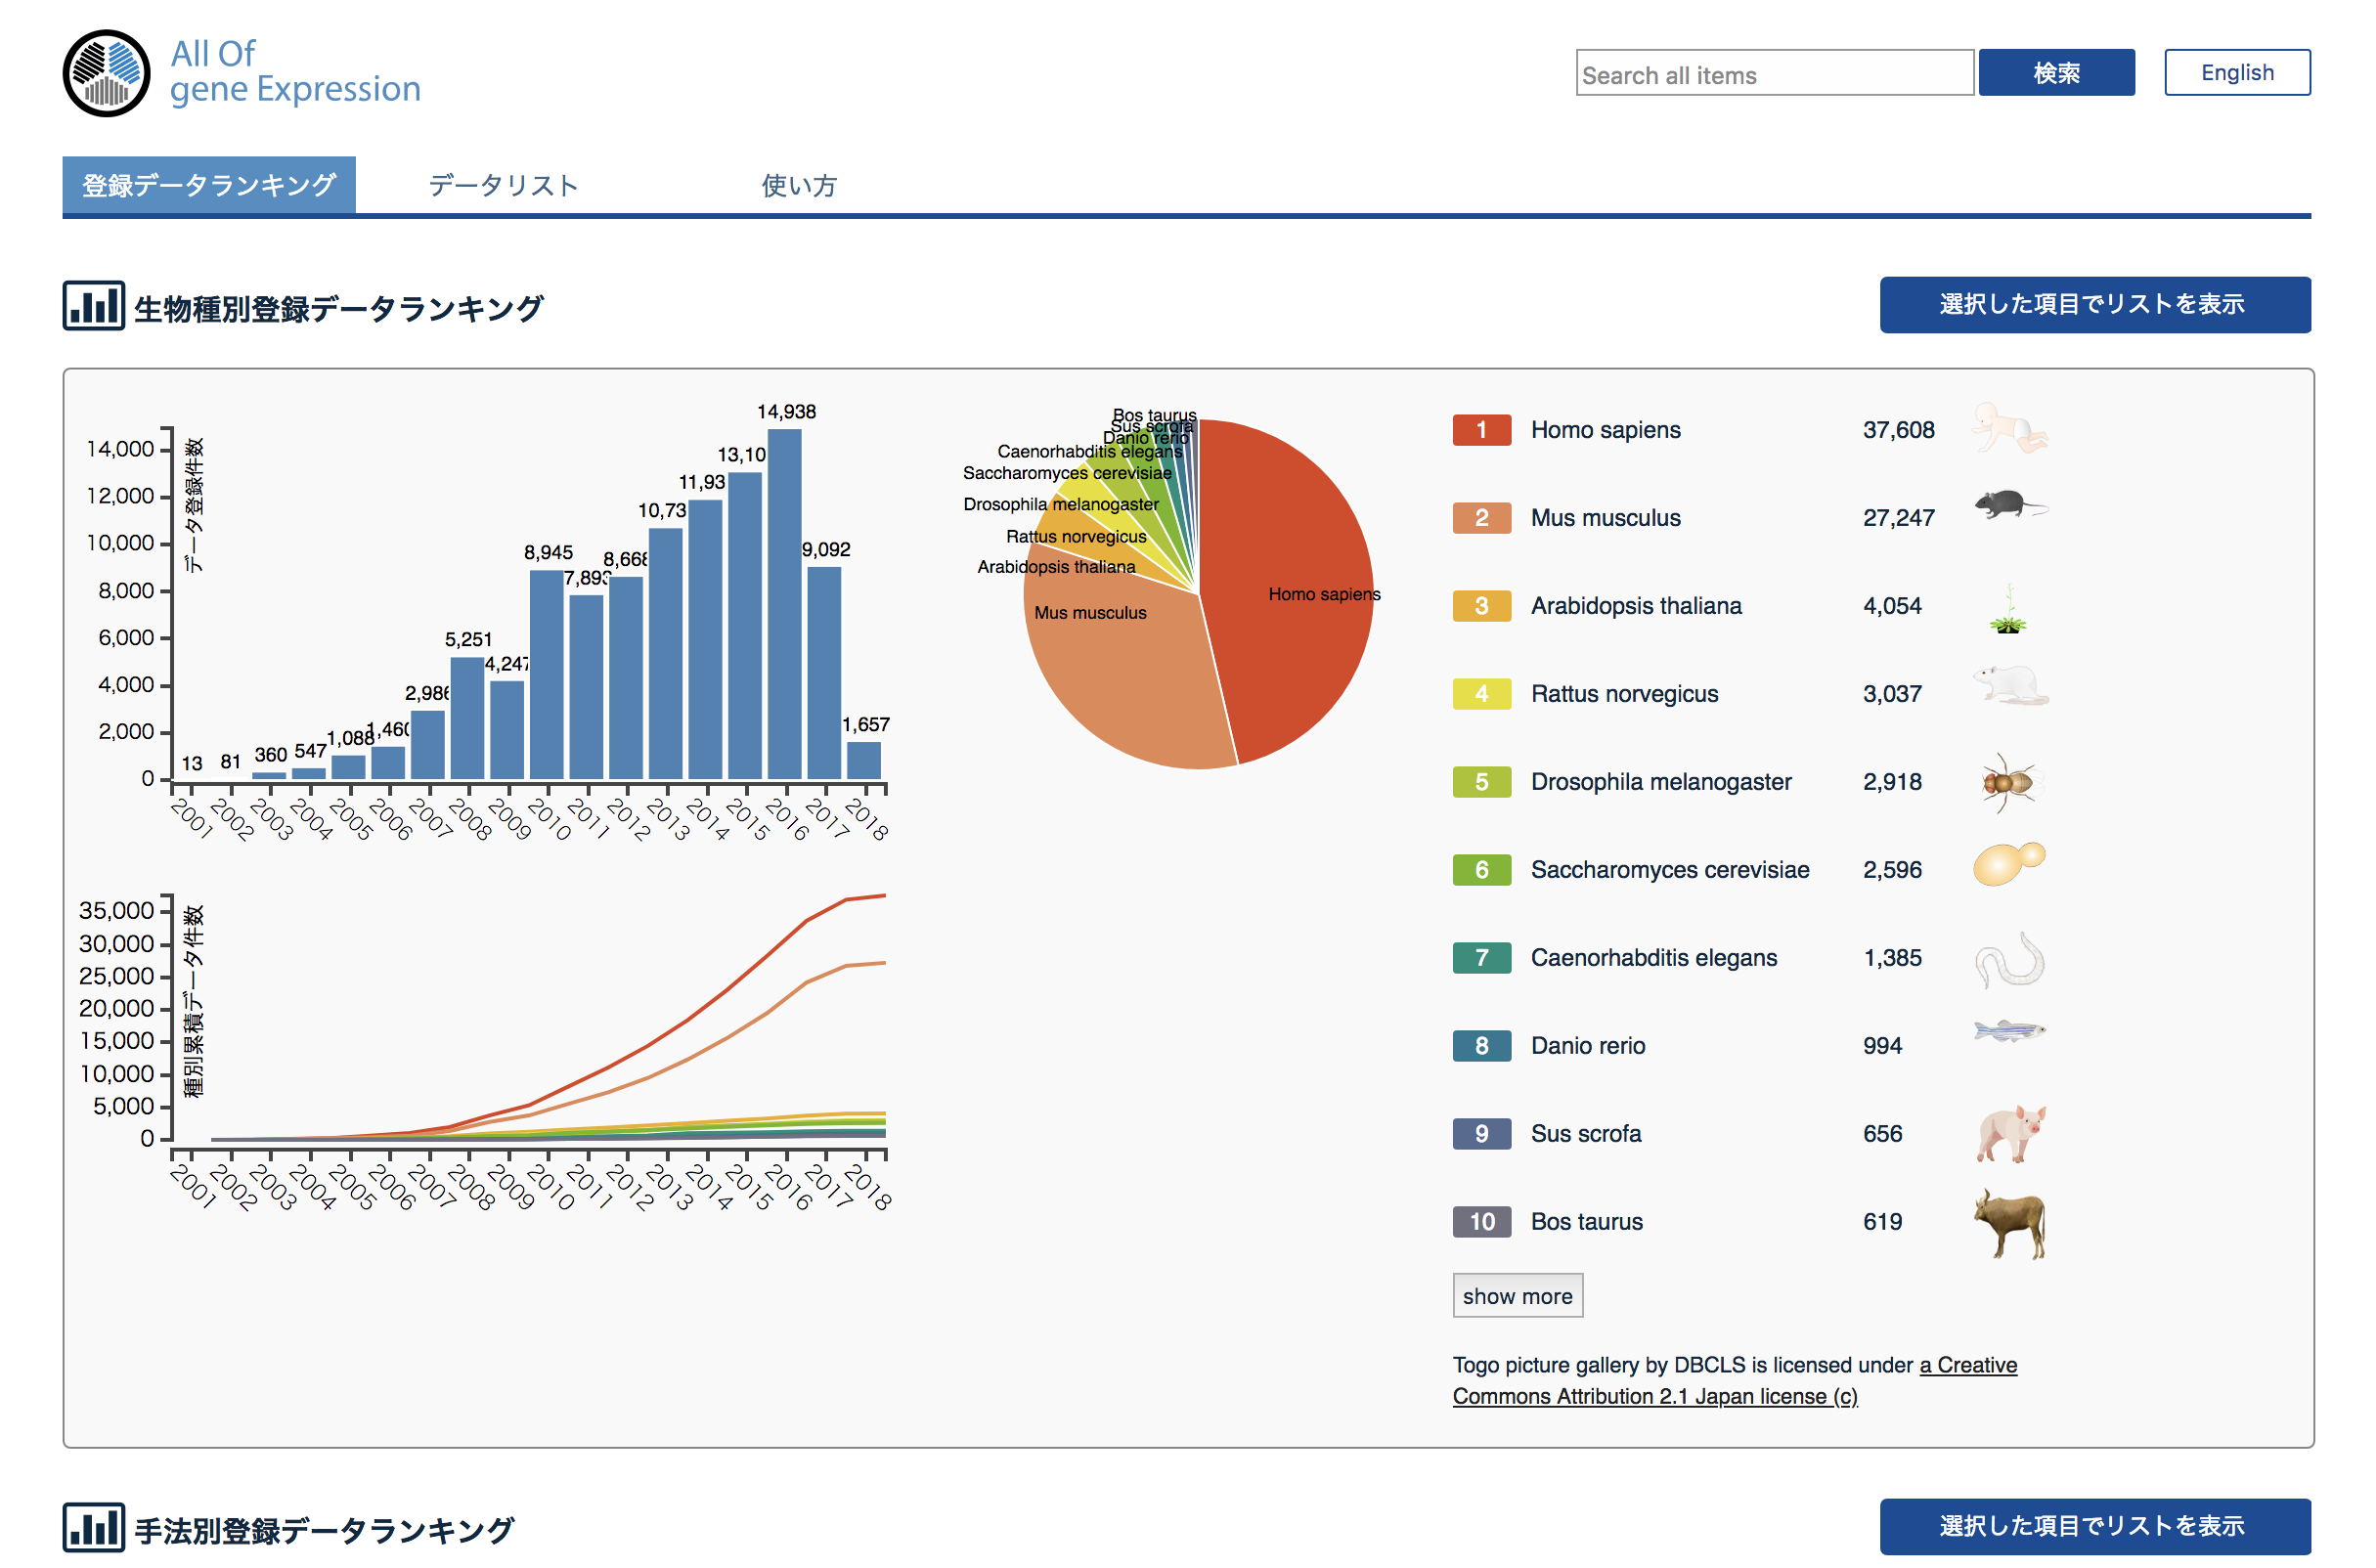 All Of
gene Expression
Search all items
検索
English
登録データランキング
データリスト
使い方
生物種別登録データランキング
選択した項目でリストを表示
データ登録件数
14,000
12,000
10,000
8,000
6,000
4,000
2,000
0
13
81
360
547
1,088
1,460
2,986
5,251
4,247
8,945
7,893
8,668
10,73
11,93
13,10
14,938
9,092
1,657
2001
2002
2003
2004
2005
2006
2007
2008
2009
2010
2011
2012
2013
2014
2015
2016
2017
2018
種別累積データ件数
35,000
30,000
25,000
20,000
15,000
10,000
5,000
0
2001
2002
2003
2004
2005
2006
2007
2008
2009
2010
2011
2012
2013
2014
2015
2016
2017
2018
Bos taurus
Sus scrofa
Danio rerio
Caenorhabditis elegans
Saccharomyces cerevisiae
Drosophila melanogaster
Rattus norvegicus
Arabidopsis thaliana
Mus musculus
Homo sapiens
1 Homo sapiens 37,608
2 Mus musculus 27,247
3 Arabidopsis thaliana 4,054
4 Rattus norvegicus 3,037
5 Drosophila melanogaster 2,918
6 Saccharomyces cerevisiae 2,596
7 Caenorhabditis elegans 1,385
8 Danio rerio 994
9 Sus scrofa 656
10 Bos taurus 619
show more
Togo picture gallery by DBCLS is licensed under a Creative
Commons Attribution 2.1 Japan license (c)
手法別登録データランキング
選択した項目でリストを表示